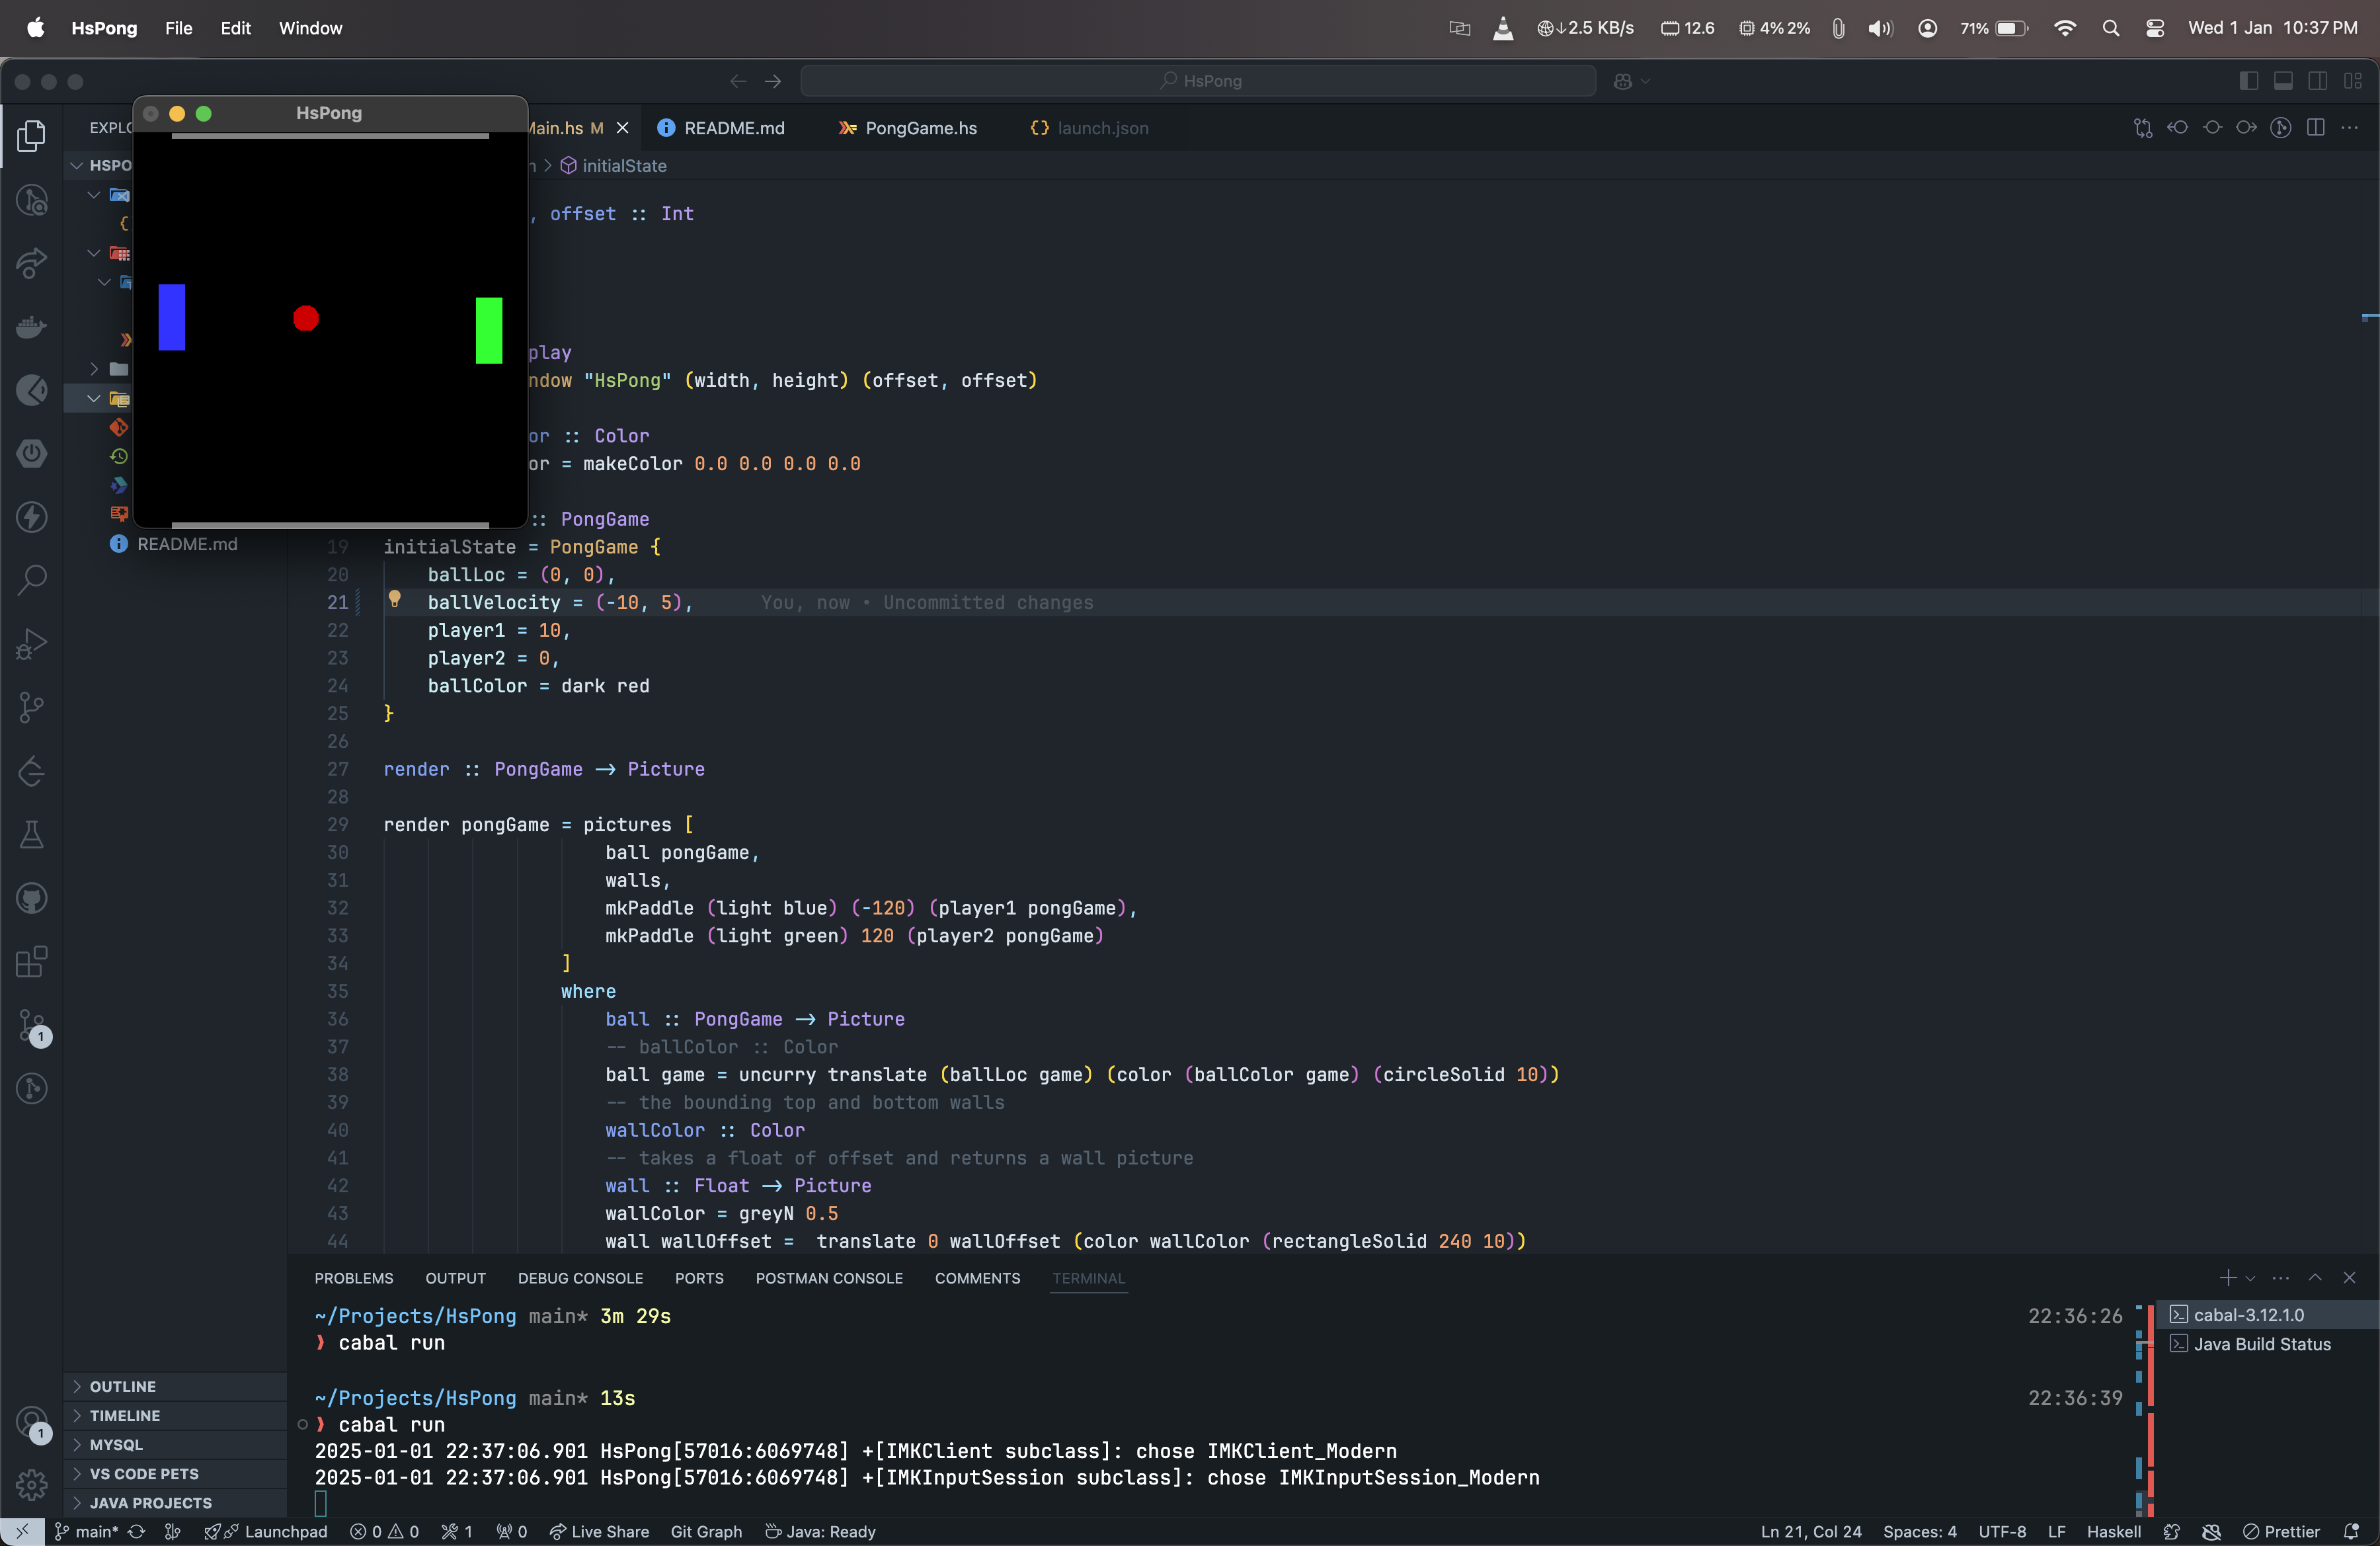 HsPong File Edit Window
2.5 KB/s 12.6 4% 2% 71% Wed 1 Jan 10:37 PM
HsPong
HsPong
EXPLO
Main.hs M
README.md
PongGame.hs
launch.json
HSPO
n > initialState
{
README.md
, offset :: Int
play
ndow "HsPong" (width, height) (offset, offset)
or :: Color
or = makeColor 0.0 0.0 0.0 0.0
:: PongGame
19 initialState = PongGame {
20 ballLoc = (0, 0),
21 ballVelocity = (-10, 5), You, now • Uncommitted changes
22 player1 = 10,
23 player2 = 0,
24 ballColor = dark red
25 }
26
27 render :: PongGame -> Picture
28
29 render pongGame = pictures [
30 ball pongGame,
31 walls,
32 mkPaddle (light blue) (-120) (player1 pongGame),
33 mkPaddle (light green) 120 (player2 pongGame)
34 ]
35 where
36 ball :: PongGame -> Picture
37 -- ballColor :: Color
38 ball game = uncurry translate (ballLoc game) (color (ballColor game) (circleSolid 10))
39 -- the bounding top and bottom walls
40 wallColor :: Color
41 -- takes a float of offset and returns a wall picture
42 wall :: Float -> Picture
43 wallColor = greyN 0.5
44 wall wallOffset = translate 0 wallOffset (color wallColor (rectangleSolid 240 10))
OUTLINE
TIMELINE
MYSQL
VS CODE PETS
JAVA PROJECTS
1
1
PROBLEMS OUTPUT DEBUG CONSOLE PORTS POSTMAN CONSOLE COMMENTS TERMINAL
~/Projects/HsPong main* 3m 29s 22:36:26
❯ cabal run
~/Projects/HsPong main* 13s 22:36:39
❯ cabal run
2025-01-01 22:37:06.901 HsPong[57016:6069748] +[IMKClient subclass]: chose IMKClient_Modern
2025-01-01 22:37:06.901 HsPong[57016:6069748] +[IMKInputSession subclass]: chose IMKInputSession_Modern
cabal-3.12.1.0
Java Build Status
main* Launchpad 0 0 1 0 Live Share Git Graph Java: Ready
Ln 21, Col 24 Spaces: 4 UTF-8 LF Haskell Prettier